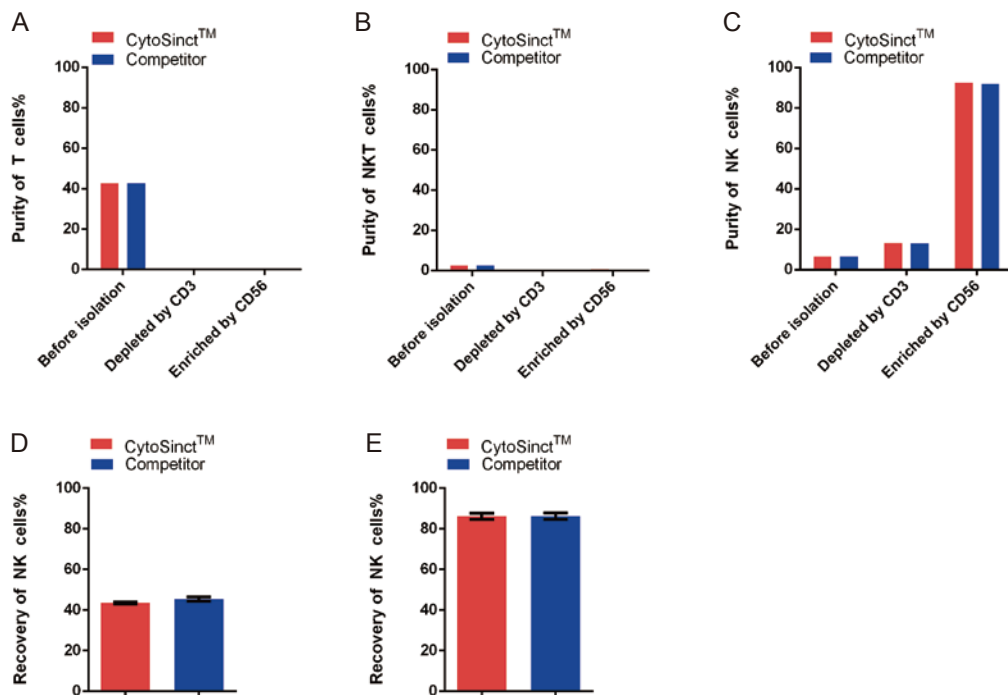 A
CytoSinct™
Competitor
Purity of T cells%
100
80
60
40
20
0
Before isolation
Depleted by CD3
Enriched by CD56
B
CytoSinct™
Competitor
Purity of NKT cells%
100
80
60
40
20
0
Before isolation
Depleted by CD3
Enriched by CD56
C
CytoSinct™
Competitor
Purity of NK cells%
100
80
60
40
20
0
Before isolation
Depleted by CD3
Enriched by CD56
D
CytoSinct™
Competitor
Recovery of NK cells%
100
80
60
40
20
0
E
CytoSinct™
Competitor
Recovery of NK cells%
100
80
60
40
20
0